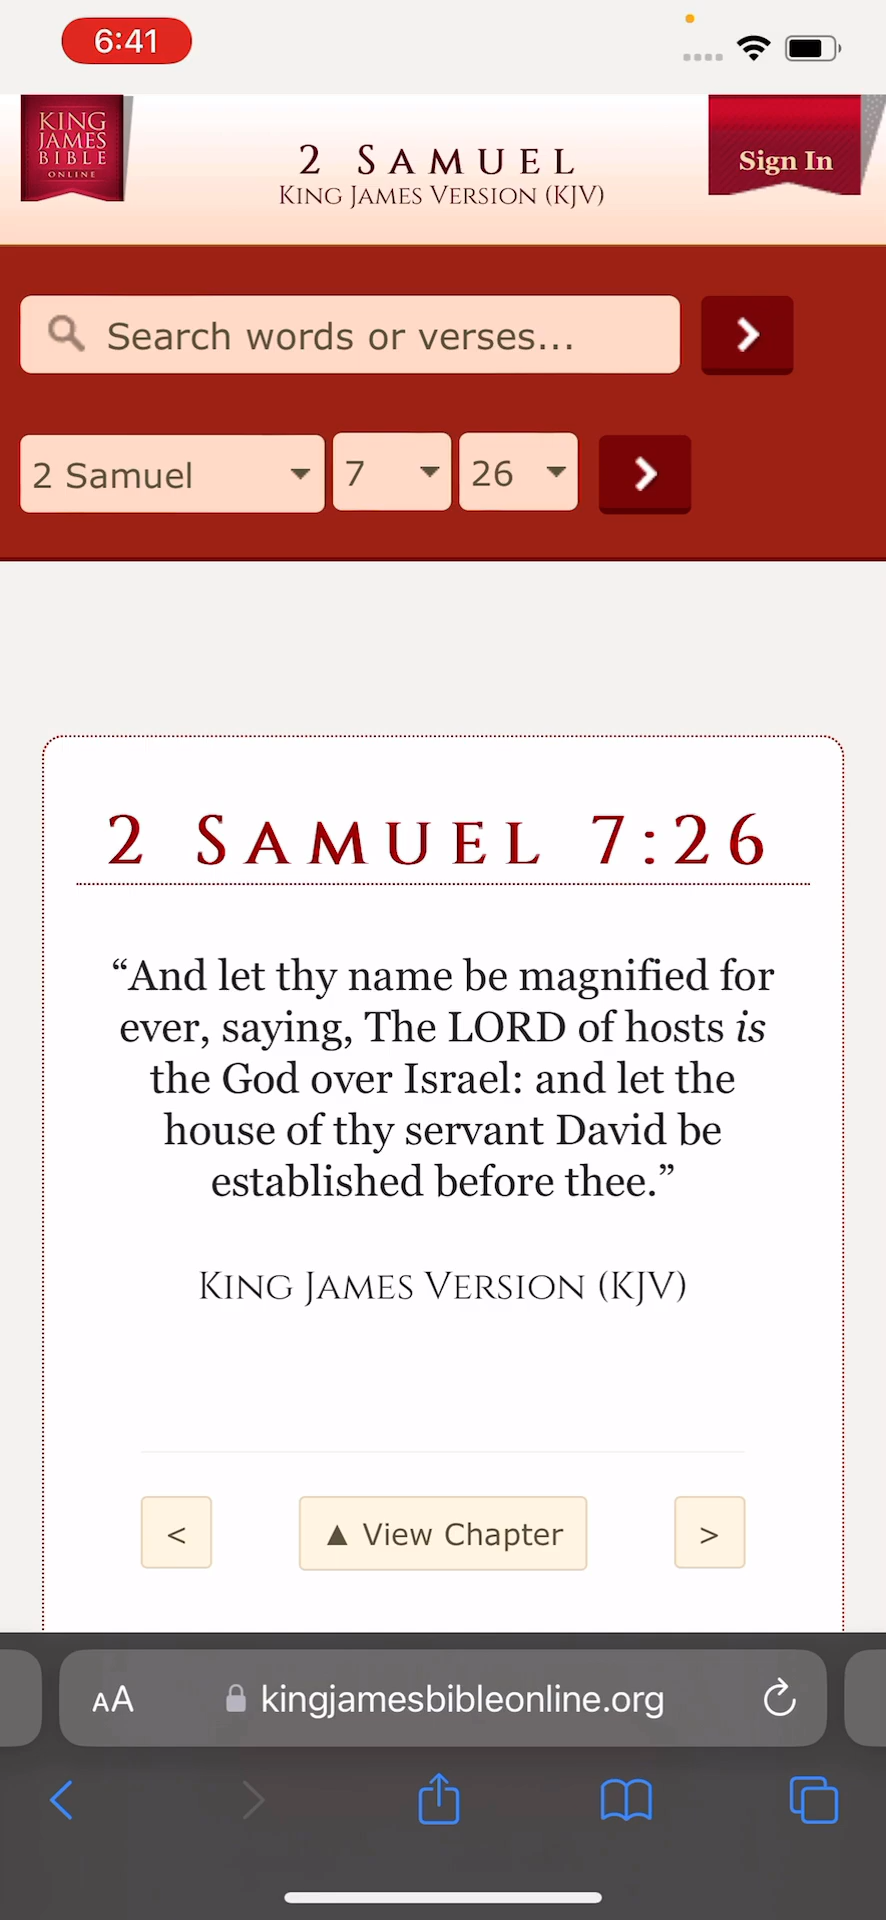 6:41
KING
JAMES
BIBLE
ONLINE
2 SAMUEL
KING JAMES VERSION (KJV)
Sign In
Search words or verses...
2 Samuel 7 26
2 SAMUEL 7:26
“And let thy name be magnified for
ever, saying, The LORD of hosts is
the God over Israel: and let the
house of thy servant David be
established before thee.”
KING JAMES VERSION (KJV)
< ▲ View Chapter >
AA kingjamesbibleonline.org